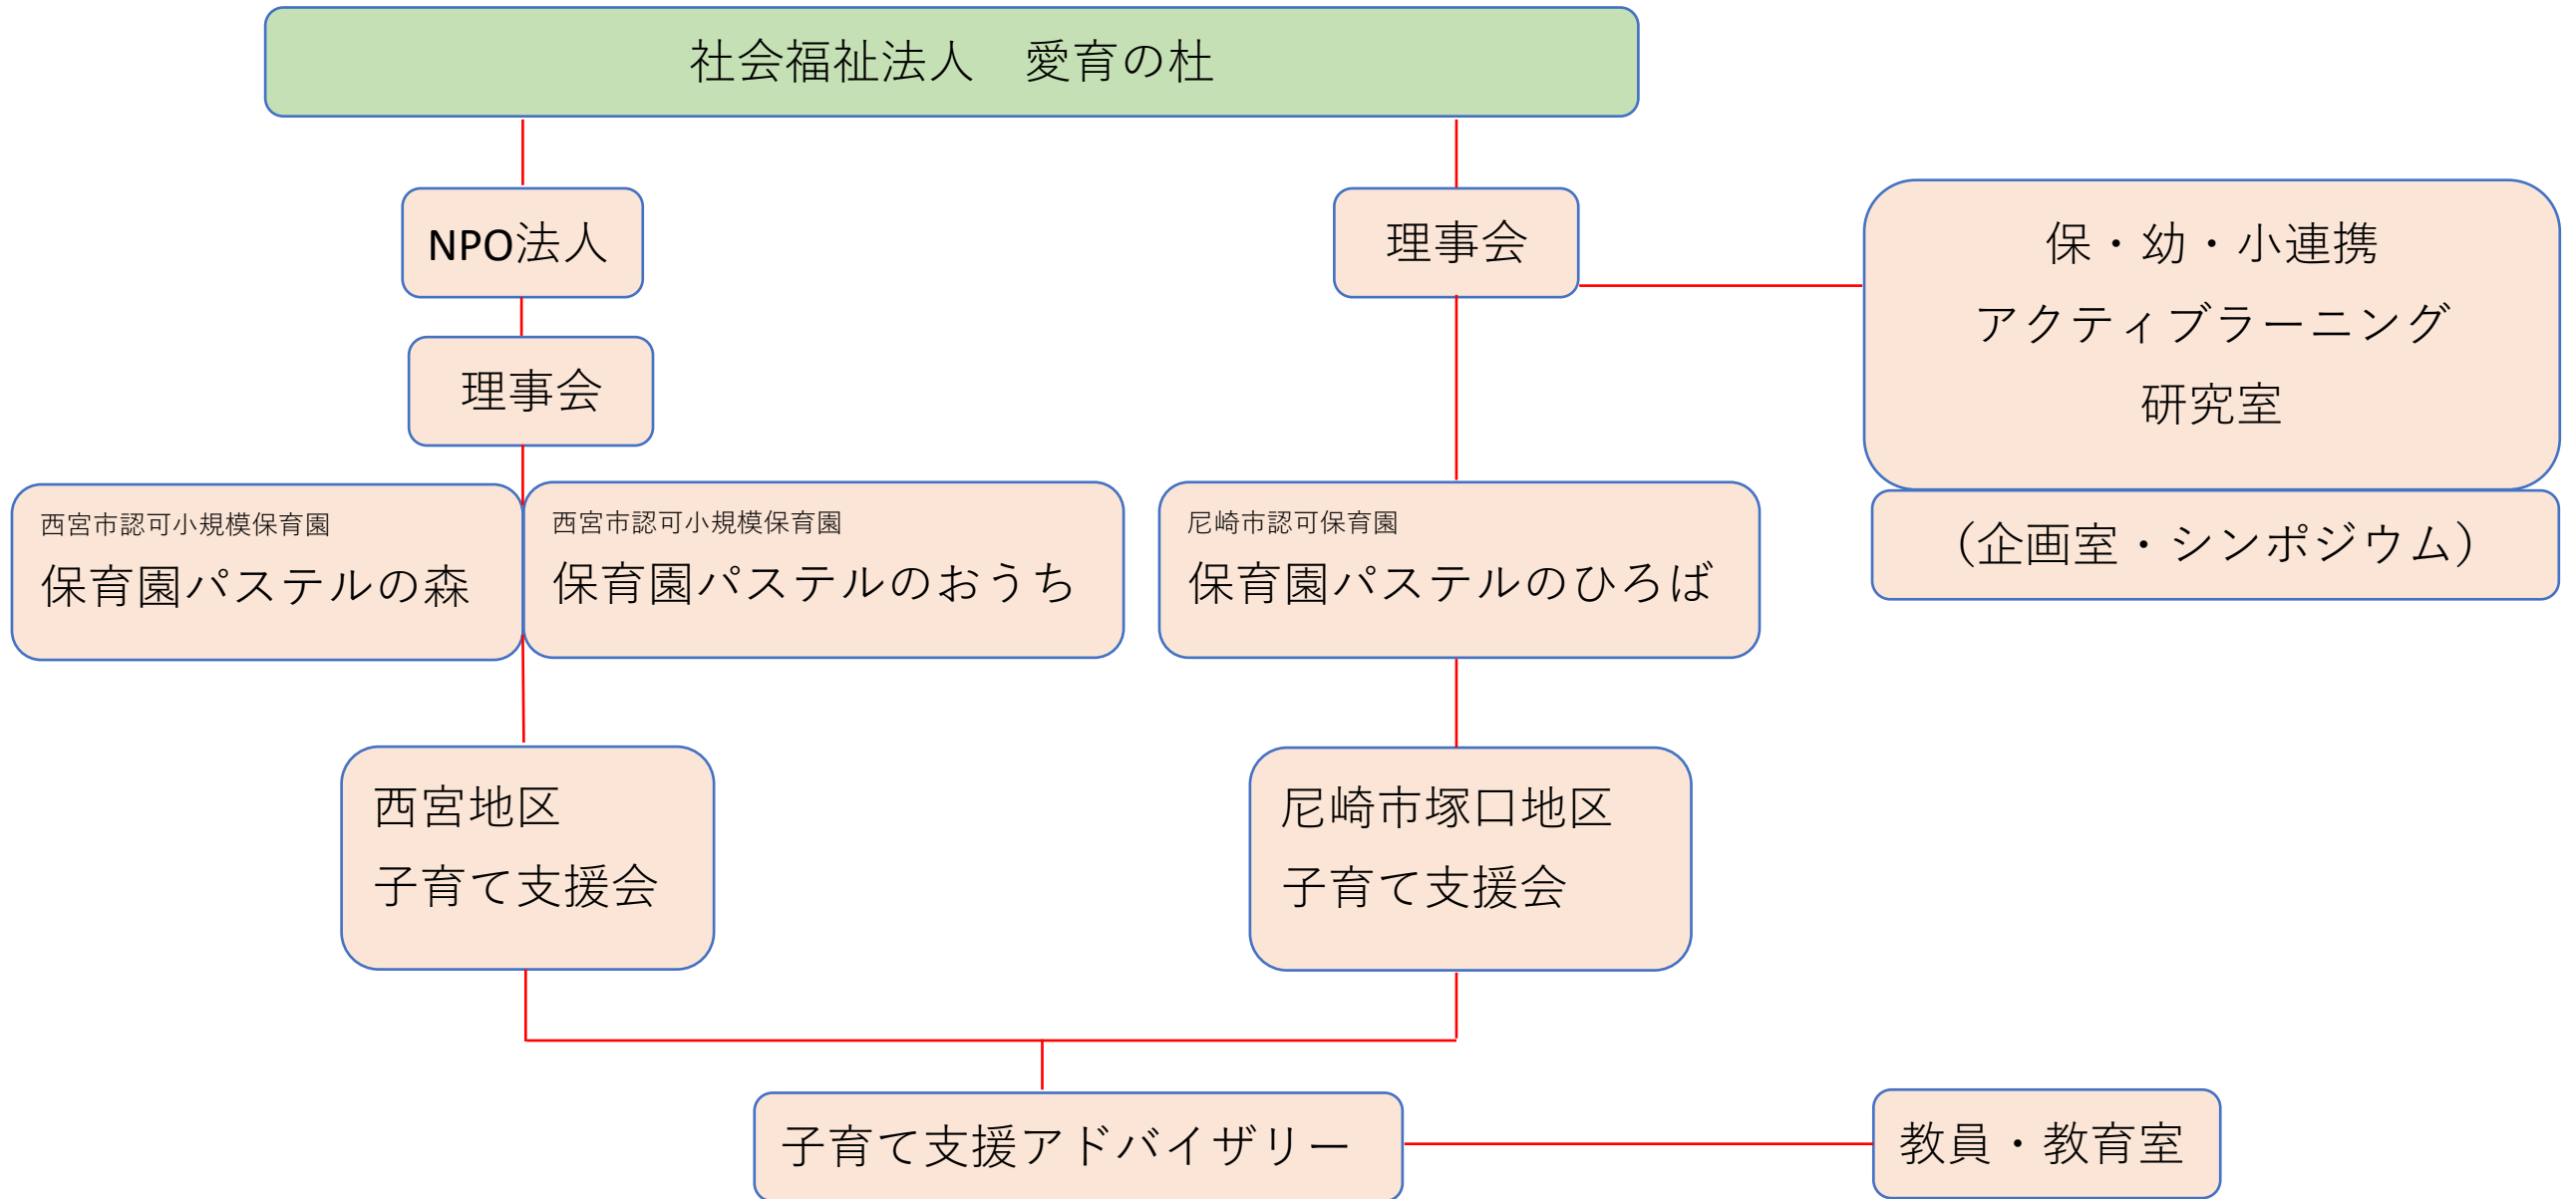 社会福祉法人　愛育の杜
NPO法人
理事会
理事会
保・幼・小連携
アクティブラーニング
研究室
（企画室・シンポジウム）
西宮市認可小規模保育園
保育園パステルの森
西宮市認可小規模保育園
保育園パステルのおうち
尼崎市認可保育園
保育園パステルのひろば
西宮地区
子育て支援会
尼崎市塚口地区
子育て支援会
子育て支援アドバイザリー
教員・教育室